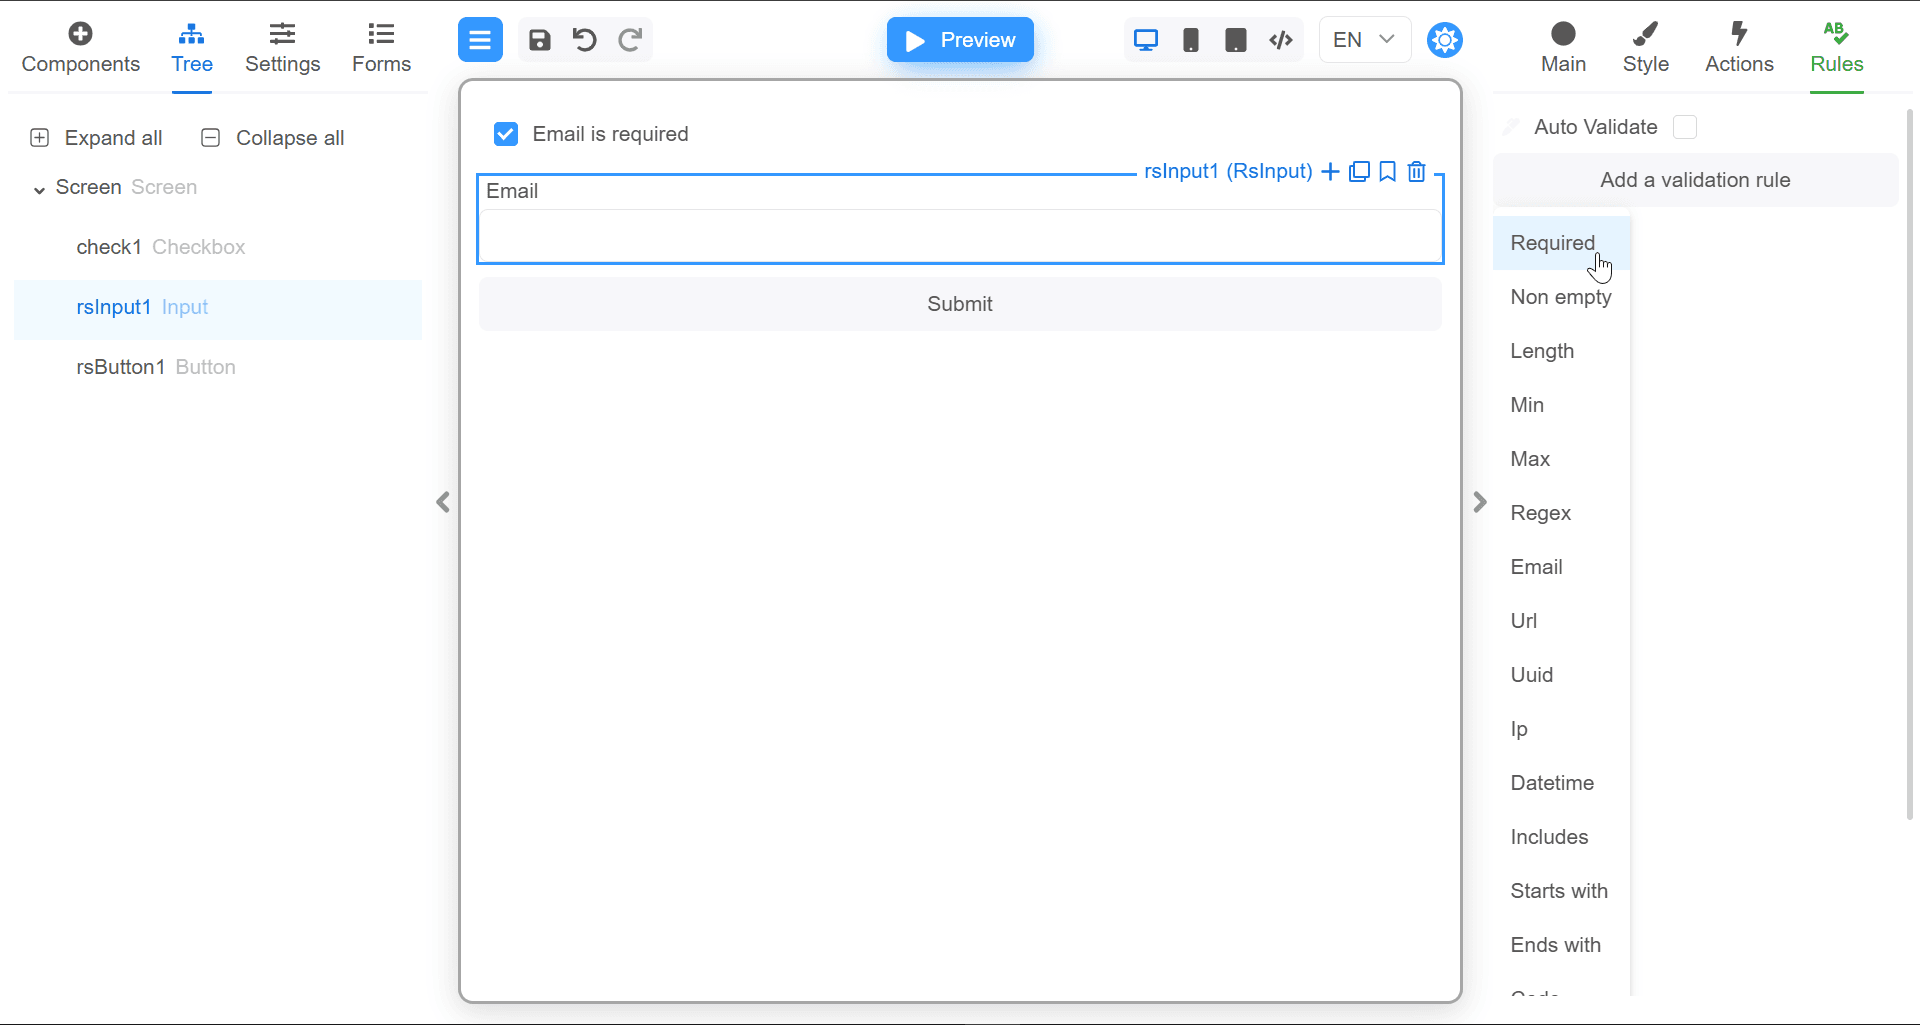 Components Tree Settings Forms
Preview
EN
Main Style Actions AB Rules
Expand all Collapse all
Screen Screen
check1 Checkbox
rsInput1 Input
rsButton1 Button
Email is required
rsInput1 (RsInput)
Email
Submit
Auto Validate
Add a validation rule
Required
Non empty
Length
Min
Max
Regex
Email
Url
Uuid
Ip
Datetime
Includes
Starts with
Ends with